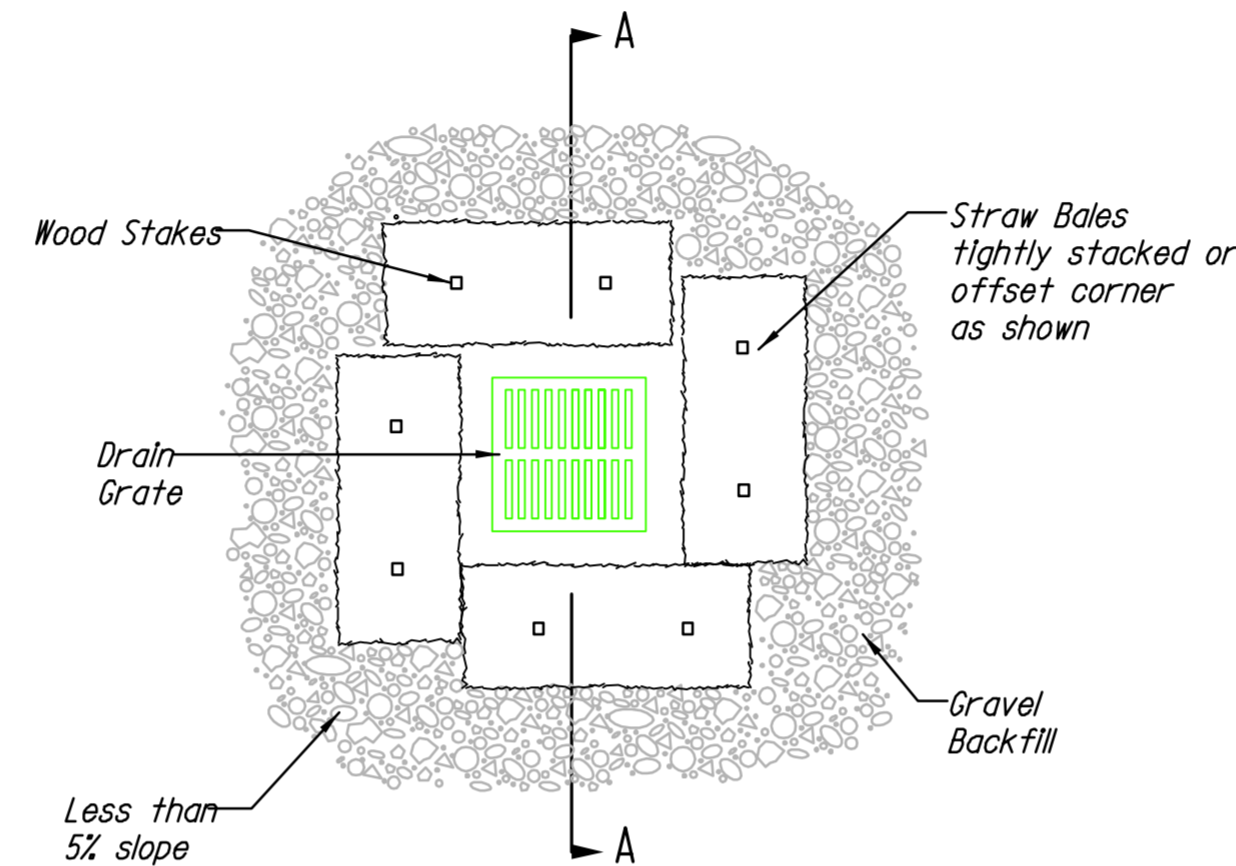 A
Wood Stakes
Straw Bales
tightly stacked or
offset corner
as shown
Drain
Grate
Gravel
Backfill
Less than
5% slope
A